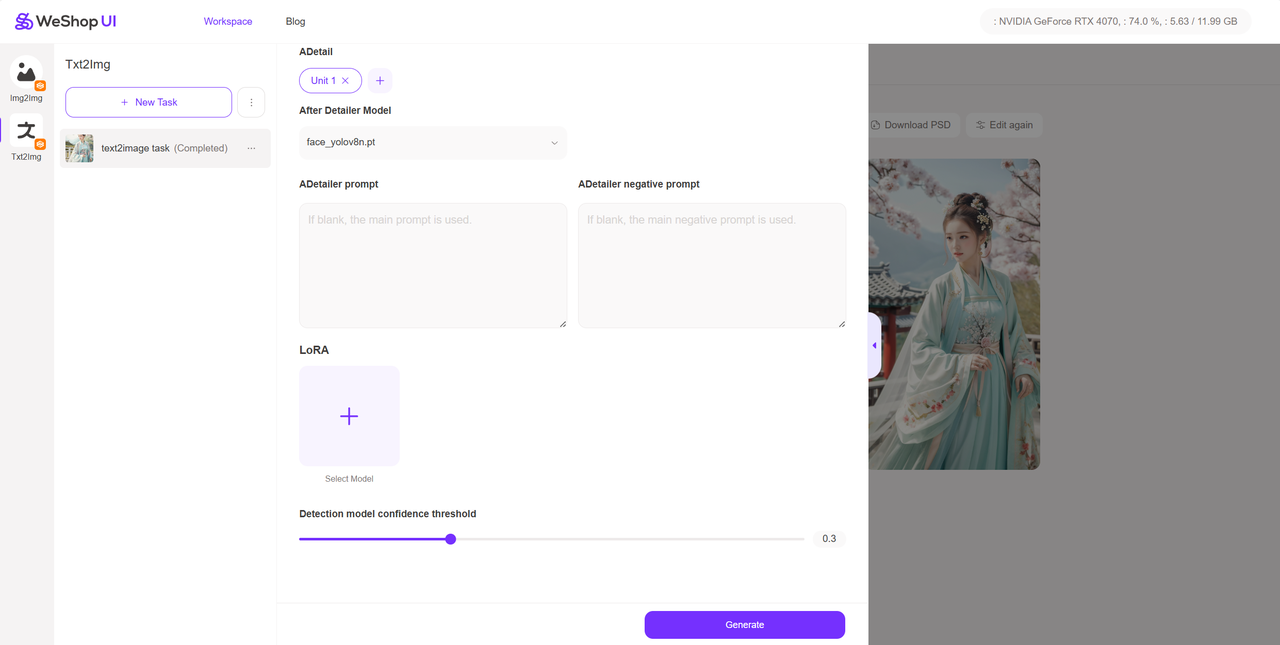 WeShop UI
Workspace
Blog
: NVIDIA GeForce RTX 4070, : 74.0 %, : 5.63 / 11.99 GB
Img2Img
文
Txt2Img
Txt2Img
+ New Task
text2image task (Completed)
ADetail
Unit 1
After Detailer Model
face_yolov8n.pt
ADetailer prompt
ADetailer negative prompt
If blank, the main prompt is used.
If blank, the main negative prompt is used.
LoRA
Select Model
Detection model confidence threshold
0.3
Generate
Download PSD
Edit again